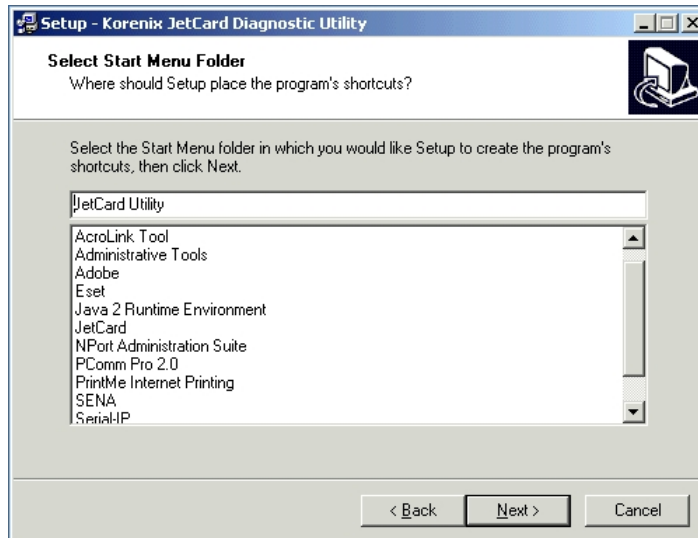 Setup - Korenix JetCard Diagnostic Utility
Select Start Menu Folder
Where should Setup place the program's shortcuts?
Select the Start Menu folder in which you would like Setup to create the program's
shortcuts, then click Next.
JetCard Utility
AcroLink Tool
Administrative Tools
Adobe
Eset
Java 2 Runtime Environment
JetCard
NPort Administration Suite
PComm Pro 2.0
PrintMe Internet Printing
SENA
Serial-IP
< Back Next > Cancel